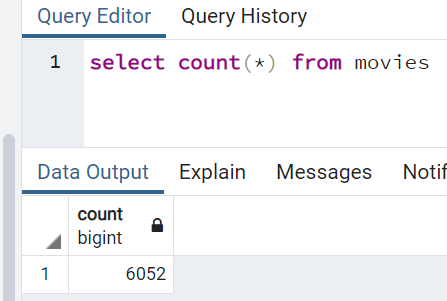 Query Editor Query History
1 select count(*) from movies
Data Output Explain Messages Notif
count
bigint
1 6052